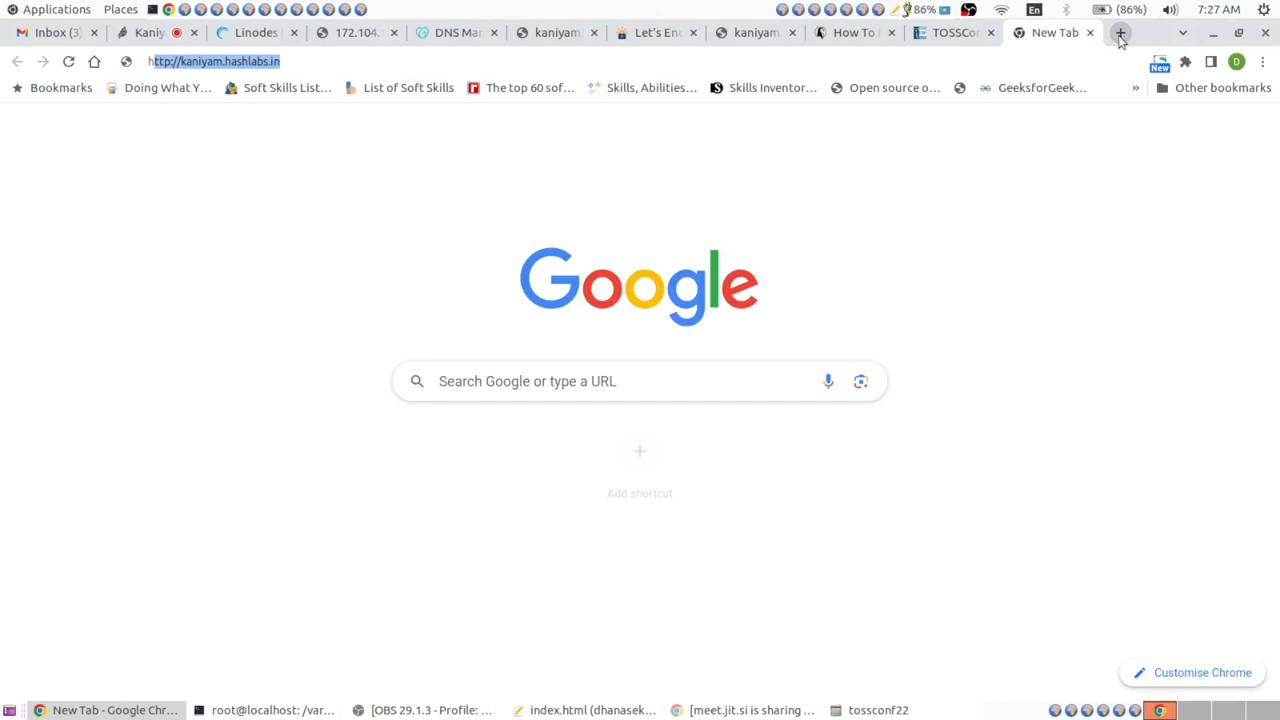 Applications Places 86% En (86%) 7:27 AM
Inbox (3) Kaniy Linodes 172.104. DNS Ma kaniyam Let's En kaniyam. How To TOSSCo New Tab
http://kaniyam.hashlabs.in New D
Bookmarks Doing What Y... Soft Skills List... List of Soft Skills The top 60 sof... Skills, Abilities... Skills Inventor... Open source o... GeeksforGeek... » Other bookmarks
Google
Search Google or type a URL
Add shortcut
Customise Chrome
New Tab - Google Chr... root@localhost: /var... [OBS 29.1.3 - Profile: ... index.html (dhanasek... [meet.jit.si is sharing ... tossconf22